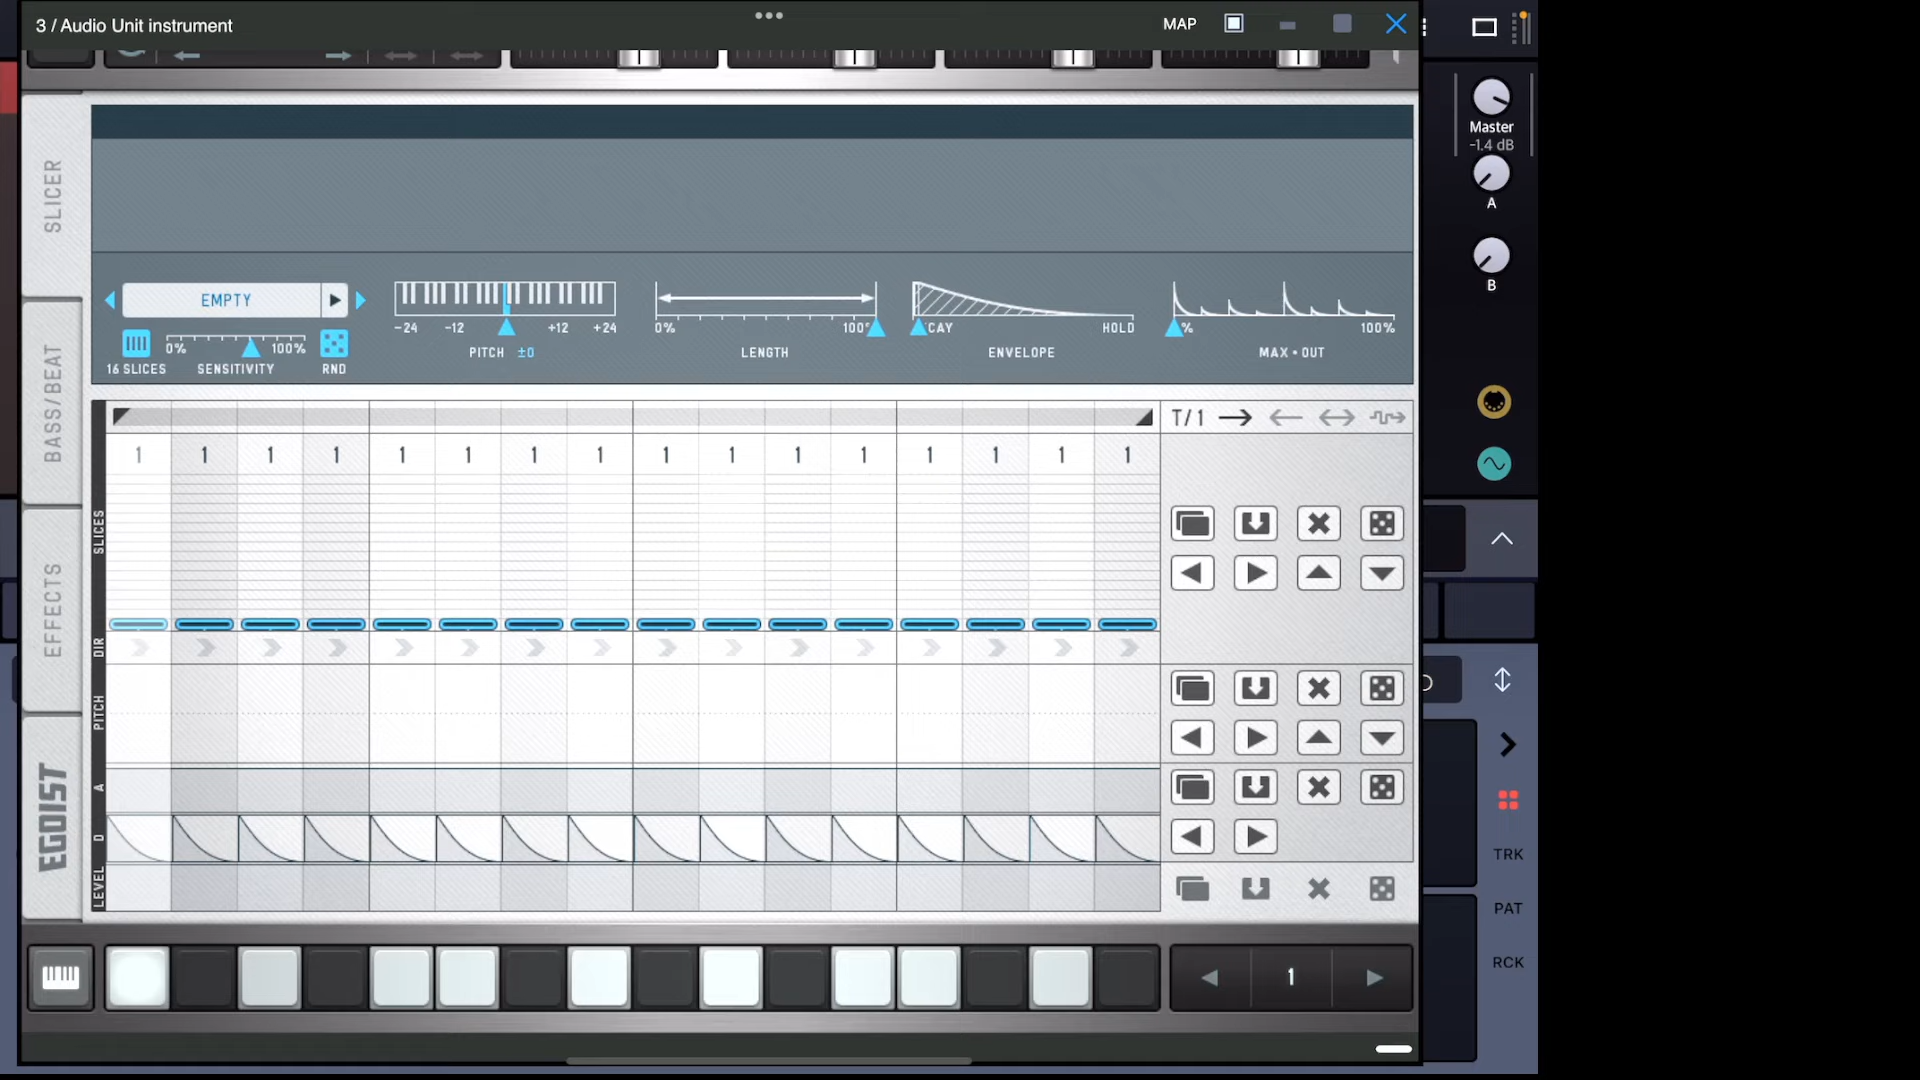 3 / Audio Unit instrument
MAP
Master
-1.4 dB
A
B
SLICER
BASS/BEAT
EFFECTS
EGOIST
EMPTY
0% 100%
16 SLICES SENSITIVITY RND
-24 -12 +12 +24
PITCH ±0
0% 100
LENGTH
CAY HOLD
ENVELOPE
% 100%
MAX • OUT
T/1
1 1 1 1 1 1 1 1 1 1 1 1 1 1 1 1
SLICES
DIR
PITCH
A
D
LEVEL
1
TRK
PAT
RCK